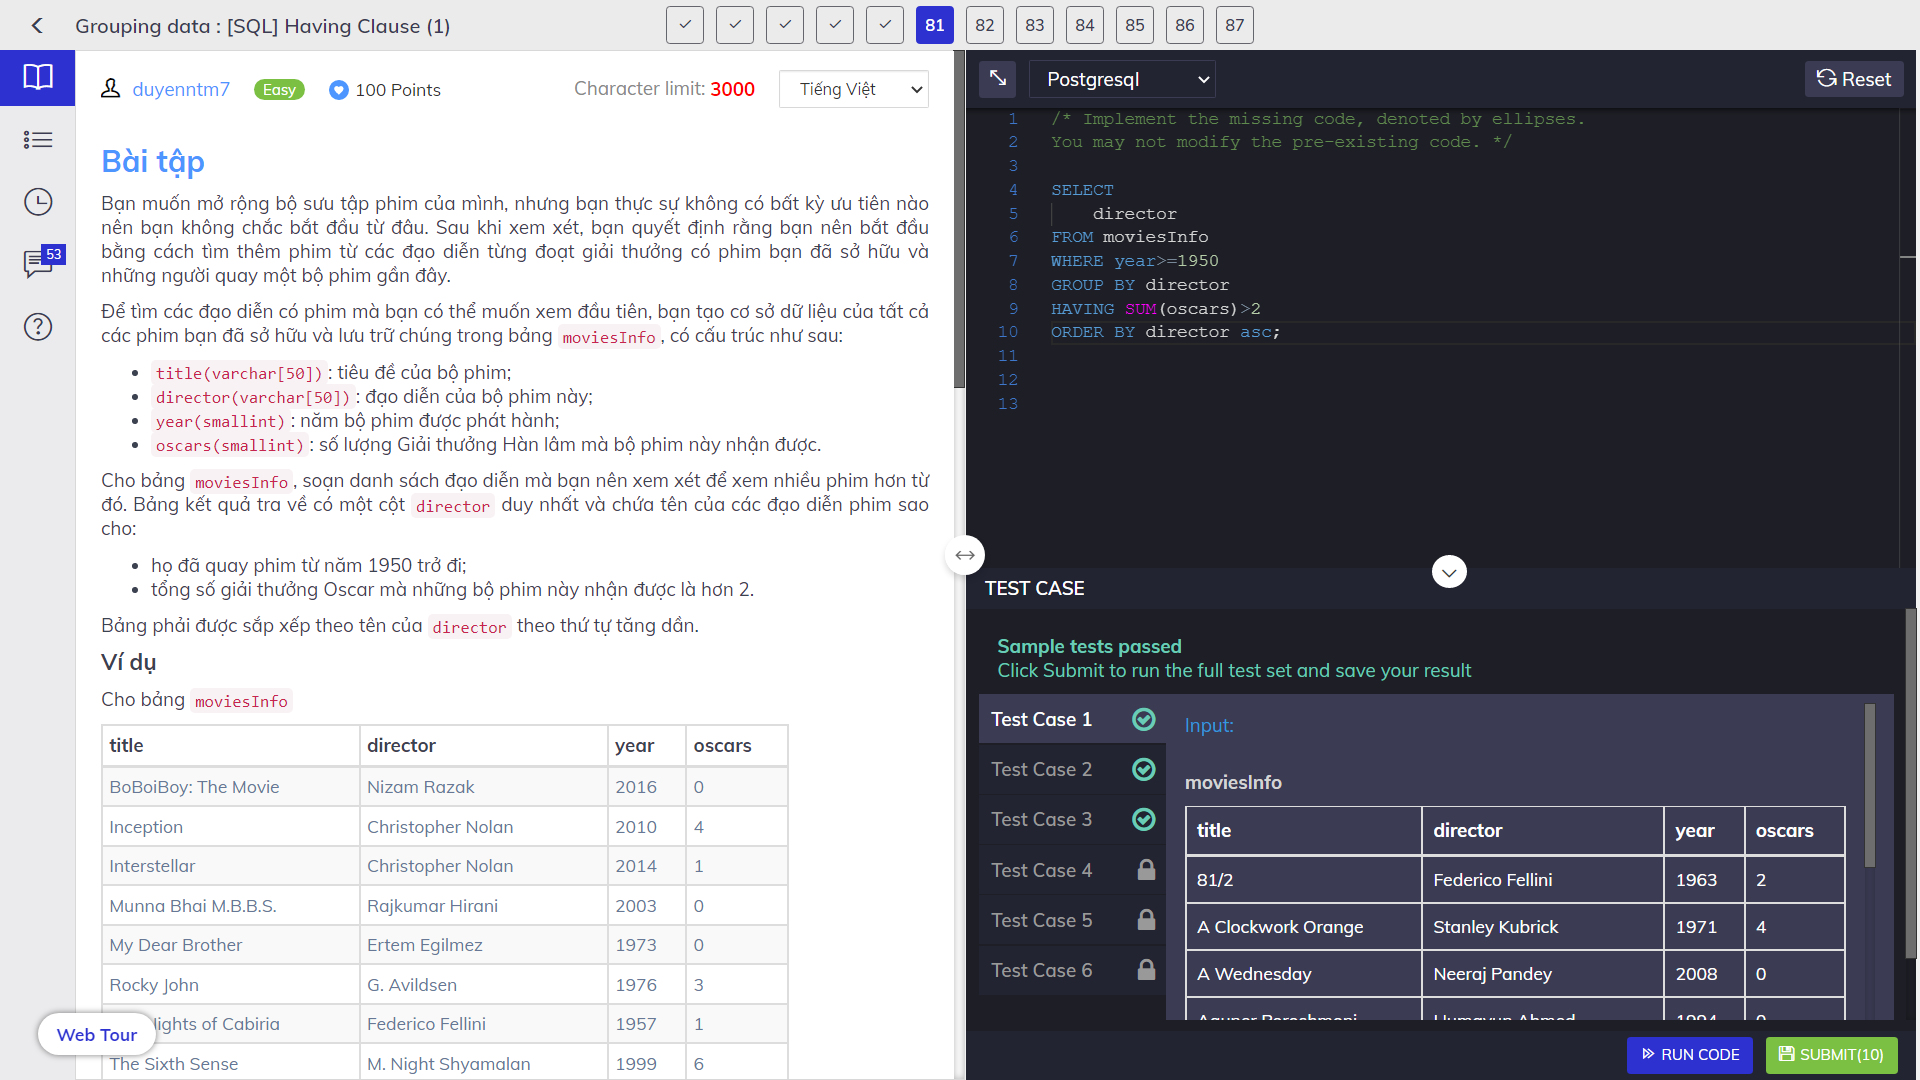 Grouping data : [SQL] Having Clause (1)
81
82
83
84
85
86
87
53
duyenntm7
Easy
100 Points
Character limit: 3000
Tiếng Việt
Bài tập
Bạn muốn mở rộng bộ sưu tập phim của mình, nhưng bạn thực sự không có bất kỳ ưu tiên nào
nên bạn không chắc bắt đầu từ đâu. Sau khi xem xét, bạn quyết định rằng bạn nên bắt đầu
bằng cách tìm thêm phim từ các đạo diễn từng đoạt giải thưởng có phim bạn đã sở hữu và
những người quay một bộ phim gần đây.
Để tìm các đạo diễn có phim mà bạn có thể muốn xem đầu tiên, bạn tạo cơ sở dữ liệu của tất cả
các phim bạn đã sở hữu và lưu trữ chúng trong bảng moviesInfo, có cấu trúc như sau:
• title(varchar[50]): tiêu đề của bộ phim;
• director(varchar[50]): đạo diễn của bộ phim này;
• year(smallint): năm bộ phim được phát hành;
• oscars(smallint): số lượng Giải thưởng Hàn lâm mà bộ phim này nhận được.
Cho bảng moviesInfo, soạn danh sách đạo diễn mà bạn nên xem xét để xem nhiều phim hơn từ
đó. Bảng kết quả trả về có một cột director duy nhất và chứa tên của các đạo diễn phim sao
cho:
• họ đã quay phim từ năm 1950 trở đi;
• tổng số giải thưởng Oscar mà những bộ phim này nhận được là hơn 2.
Bảng phải được sắp xếp theo tên của director theo thứ tự tăng dần.
Ví dụ
Cho bảng moviesInfo
title director year oscars
BoBoiBoy: The Movie Nizam Razak 2016 0
Inception Christopher Nolan 2010 4
Interstellar Christopher Nolan 2014 1
Munna Bhai M.B.B.S. Rajkumar Hirani 2003 0
My Dear Brother Ertem Egilmez 1973 0
Rocky John G. Avildsen 1976 3
ights of Cabiria Federico Fellini 1957 1
The Sixth Sense M. Night Shyamalan 1999 6
Web Tour
Postgresql
Reset
1 /* Implement the missing code, denoted by ellipses.
2 You may not modify the pre-existing code. */
3
4 SELECT
5 director
6 FROM moviesInfo
7 WHERE year>=1950
8 GROUP BY director
9 HAVING SUM(oscars)>2
10 ORDER BY director asc;
11
12
13
TEST CASE
Sample tests passed
Click Submit to run the full test set and save your result
Test Case 1
Test Case 2
Test Case 3
Test Case 4
Test Case 5
Test Case 6
Input:
moviesInfo
title director year oscars
81/2 Federico Fellini 1963 2
A Clockwork Orange Stanley Kubrick 1971 4
A Wednesday Neeraj Pandey 2008 0
RUN CODE
SUBMIT(10)